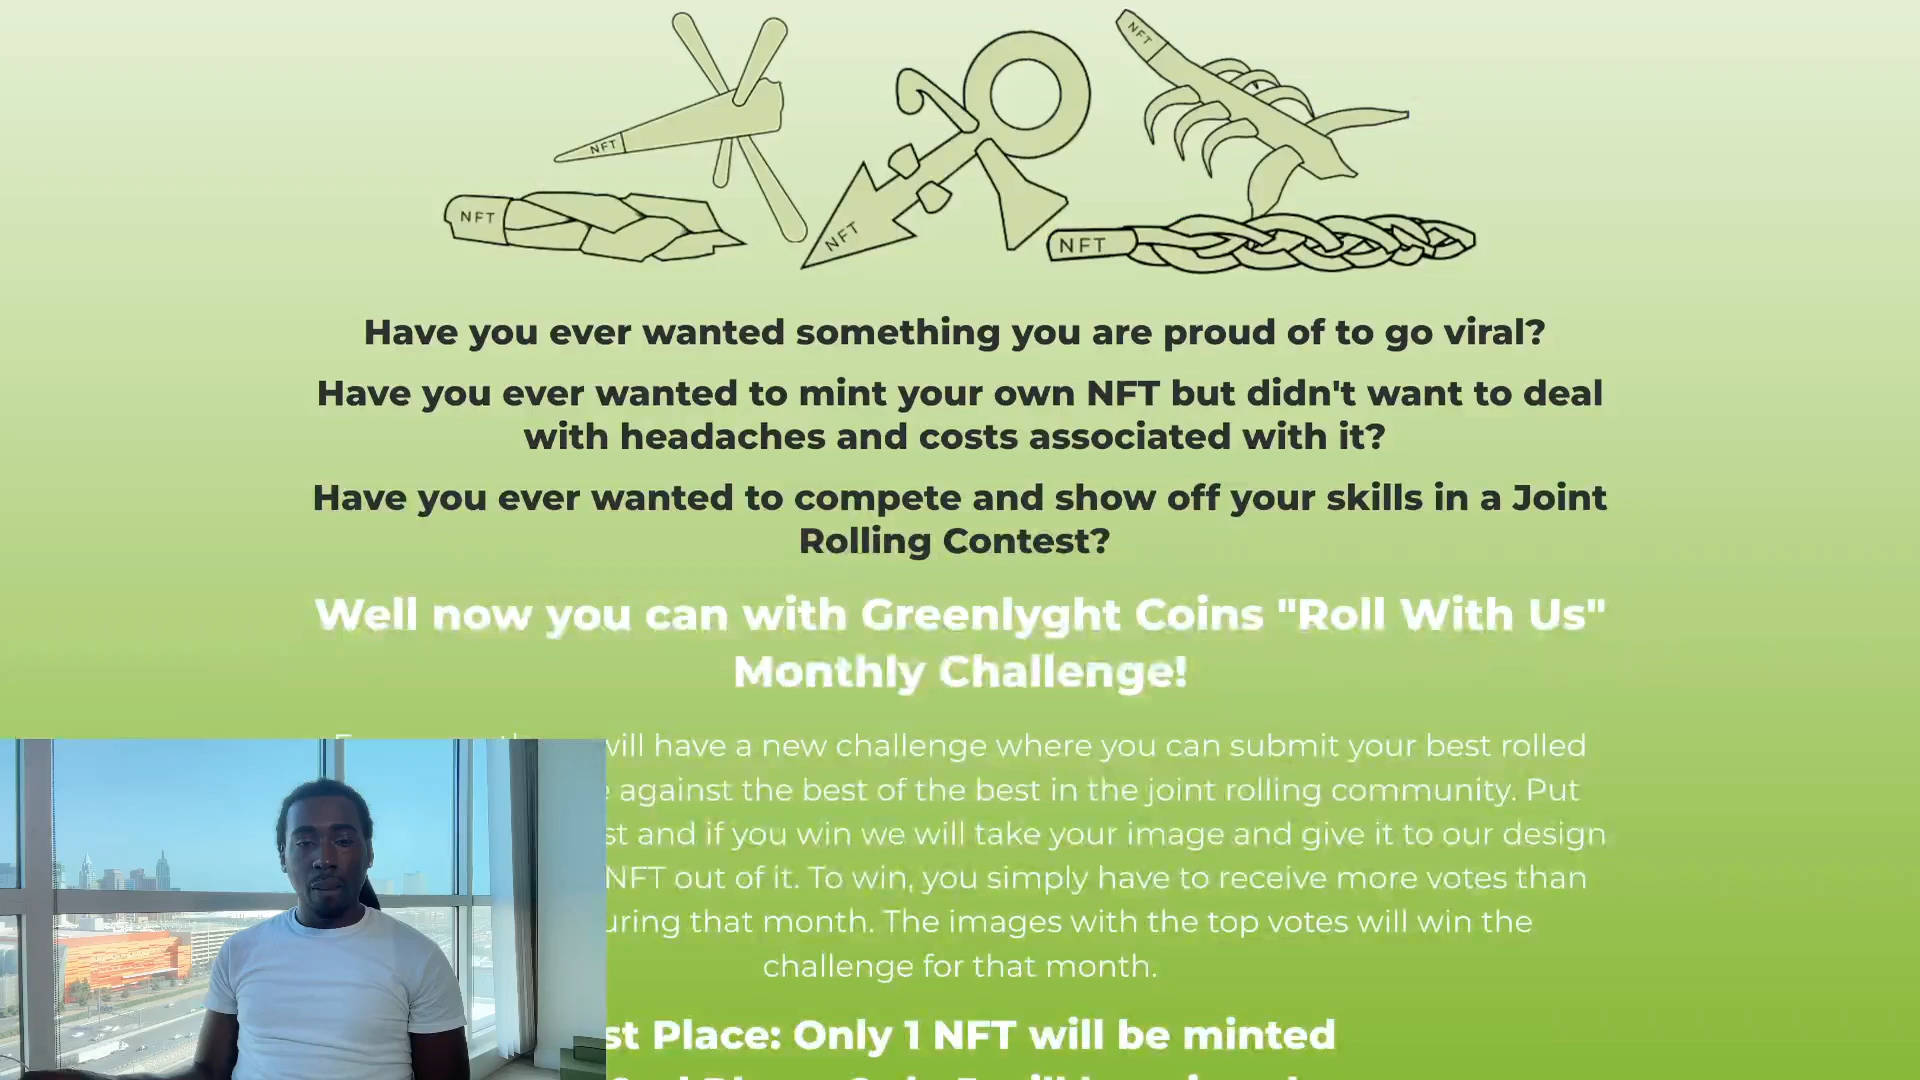 NFT
NFT
NFT
NFT
NFT
Have you ever wanted something you are proud of to go viral?
Have you ever wanted to mint your own NFT but didn't want to deal
with headaches and costs associated with it?
Have you ever wanted to compete and show off your skills in a Joint
Rolling Contest?
Well now you can with Greenlyght Coins "Roll With Us"
Monthly Challenge!
will have a new challenge where you can submit your best rolled
against the best of the best in the joint rolling community. Put
and if you win we will take your image and give it to our design
NFT out of it. To win, you simply have to receive more votes than
that month. The images with the top votes will win the
challenge for that month.
Place: Only 1 NFT will be minted